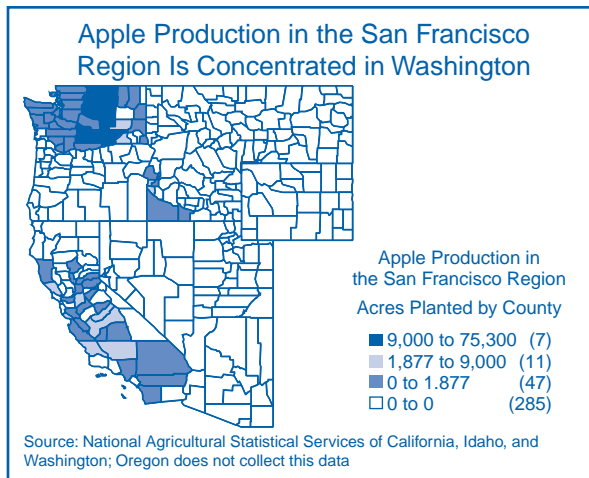 Apple Production in the San Francisco
Region Is Concentrated in Washington
Apple Production in
the San Francisco Region
Acres Planted by County
9,000 to 75,300 (7)
1,877 to 9,000 (11)
0 to 1.877 (47)
0 to 0 (285)
Source: National Agricultural Statistical Services of California, Idaho, and
Washington; Oregon does not collect this data